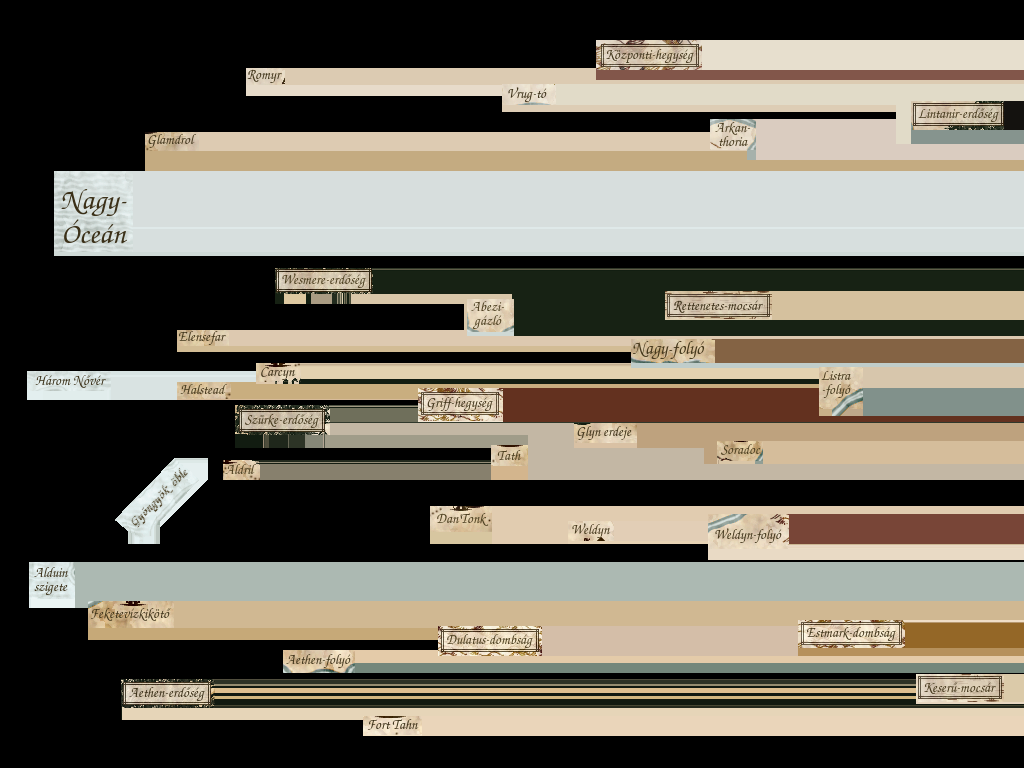 Központi-hegység
Romyr
Vrug-tó
Lintanir-erdőség
Glamdrol
Arkan-
thoria
Nagy-
Óceán
Wesmere-erdőség
Rettenetes-mocsár
Abezi-
gázló
Elensefar
Nagy-folyó
Három Nővér
Carcyn
Listra
-folyó
Halstead
Griff-hegység
Szürke-erdőség
Glyn erdeje
Soradoc
Tath
Aldril
Gyöngyök öble
Dan'Tonk
Weldyn
Weldyn-folyó
Alduin
szigete
Feketevízkikötő
Dulatus-dombság
Estmark-dombság
Aethen-folyó
Aethen-erdőség
Keserű-mocsár
Fort Tahn